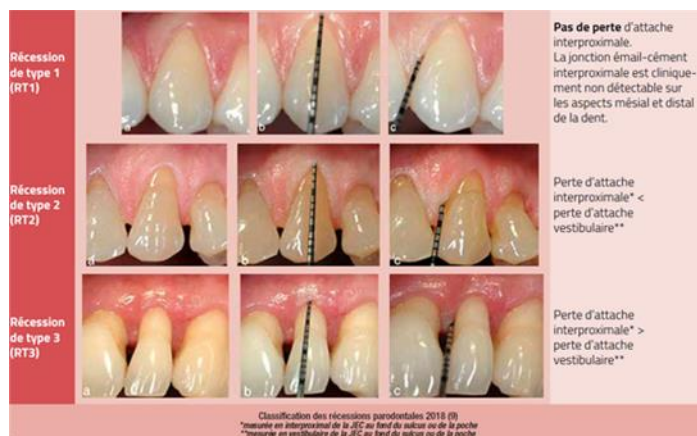 Récession
de type 1
(RT1)
a
b
c
Pas de perte d'attache
interproximale.
La jonction émail-cément
interproximale est clinique-
ment non détectable sur
les aspects mésial et distal
de la dent.
Récession
de type 2
(RT2)
a
b
c
Perte d'attache
interproximale* <
perte d'attache
vestibulaire**
Récession
de type 3
(RT3)
a
b
c
Perte d'attache
interproximale* >
perte d'attache
vestibulaire**
Classification des récessions parodontales 2018 (9)
*mesurée en interproximal de la JEC au fond du sulcus ou de la poche
**mesurée en vestibulaire de la JEC au fond du sulcus ou de la poche